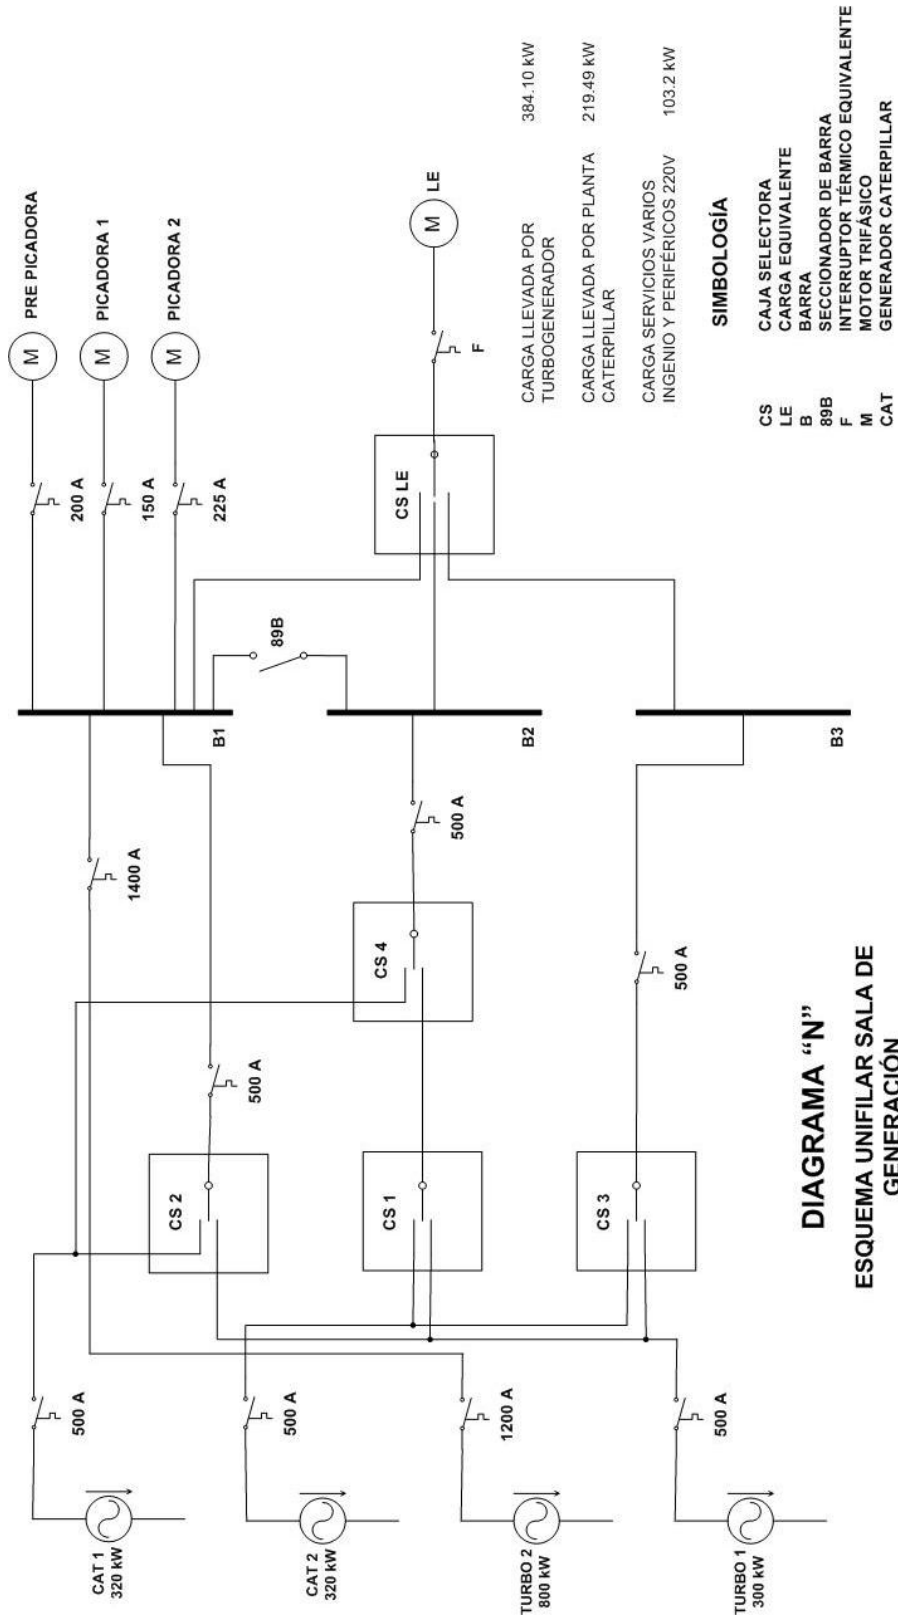 PRE PICADORA
PICADORA 1
PICADORA 2
M
M
M
200 A
150 A
225 A
M
LE
F
CS LE
89B
B1
B2
B3
1400 A
500 A
500 A
500 A
CS 4
CS 2
CS 1
CS 3
500 A
500 A
1200A
500 A
CAT 1
320 kW
CAT 2
320 kW
TURBO 2
800 kW
TURBO 1
300 kW
CARGA LLEVADA POR TURBOGENERADOR 384.10 kW
CARGA LLEVADA POR PLANTA CATERPILLAR 219.49 kW
CARGA SERVICIOS VARIOS INGENIO Y PERIFÉRICOS 220V 103.2 kW
SIMBOLOGÍA
CS CAJA SELECTORA
LE CARGA EQUIVALENTE
B BARRA
89B SECCIONADOR DE BARRA
F INTERRUPTOR TÉRMICO EQUIVALENTE
M MOTOR TRIFÁSICO
CAT GENERADOR CATERPILLAR
DIAGRAMA “N”
ESQUEMA UNIFILAR SALA DE
GENERACIÓN